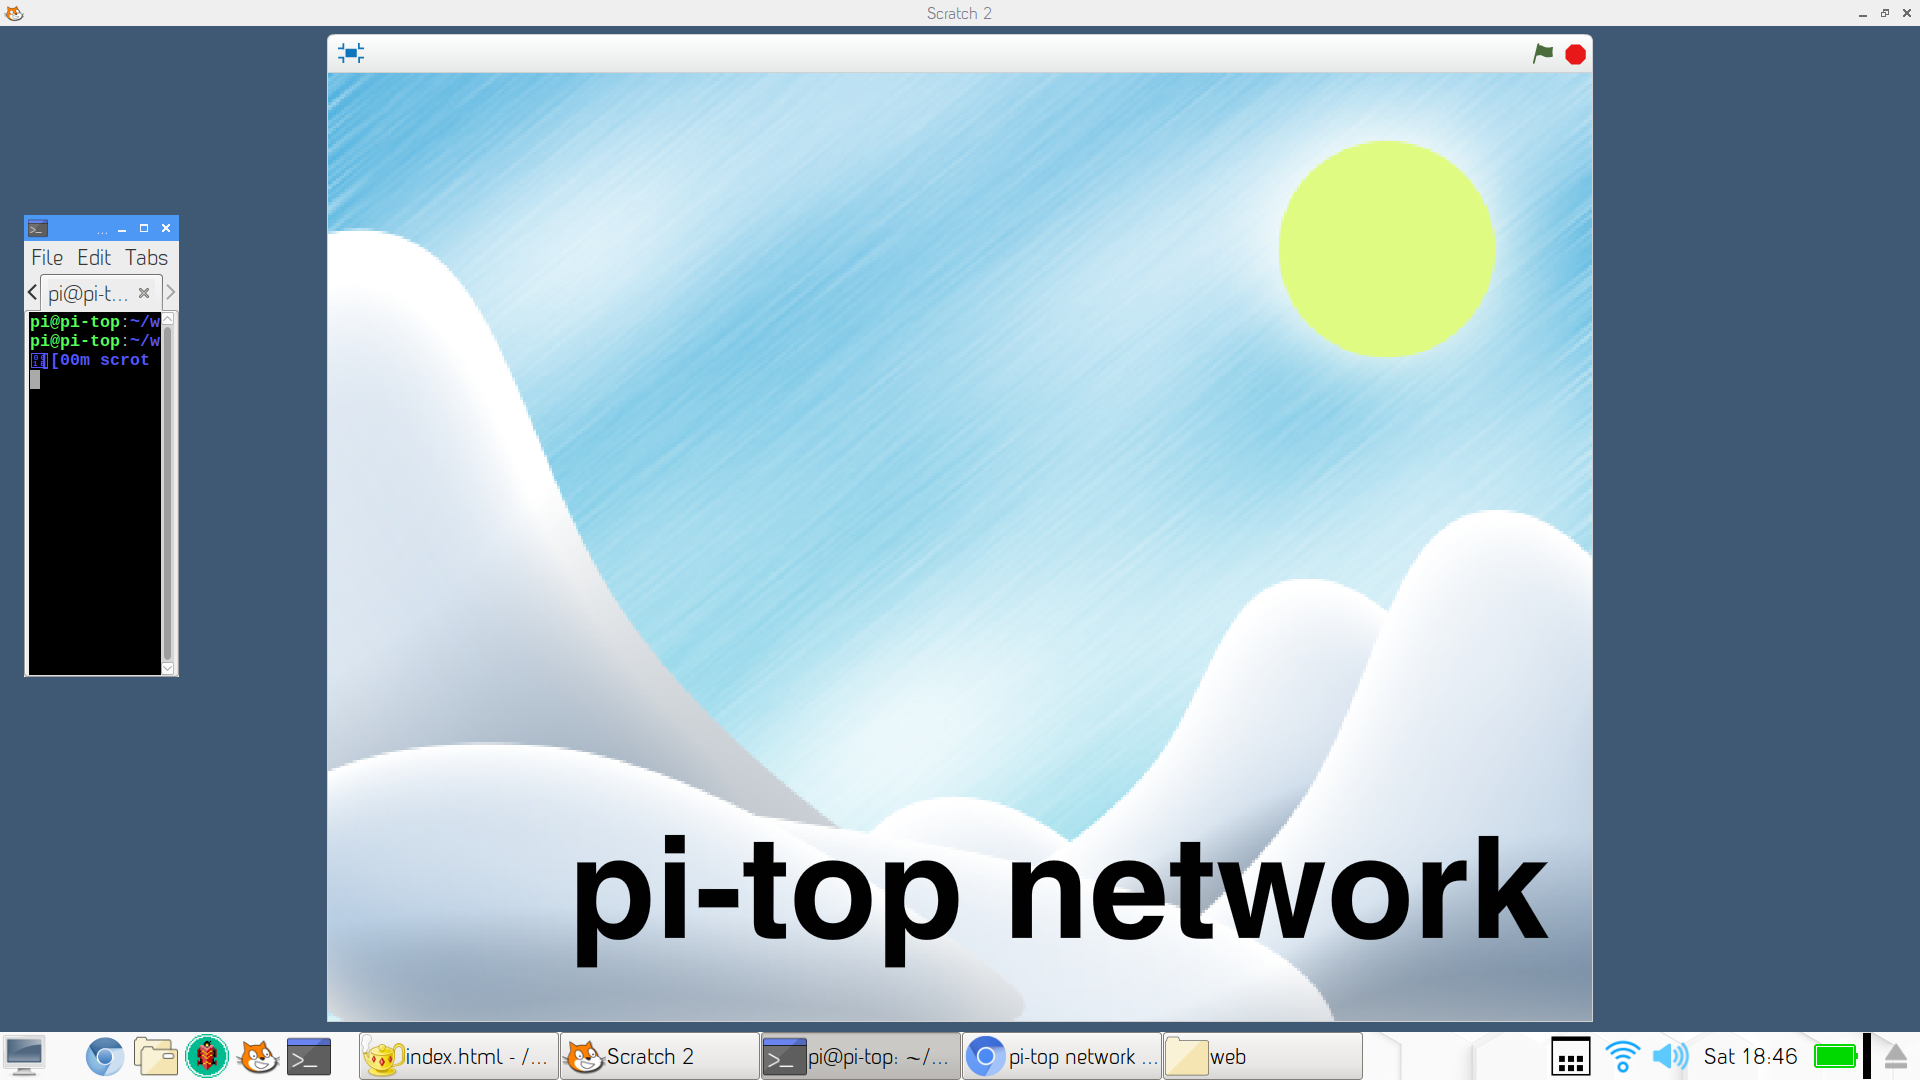 Scratch 2
...
File Edit Tabs
pi@pi-t...
pi@pi-top:~/w
pi@pi-top:~/w
[00m scrot
pi-top network
index.html - /...
Scratch 2
pi@pi-top: ~/...
pi-top network ...
web
Sat 18:46